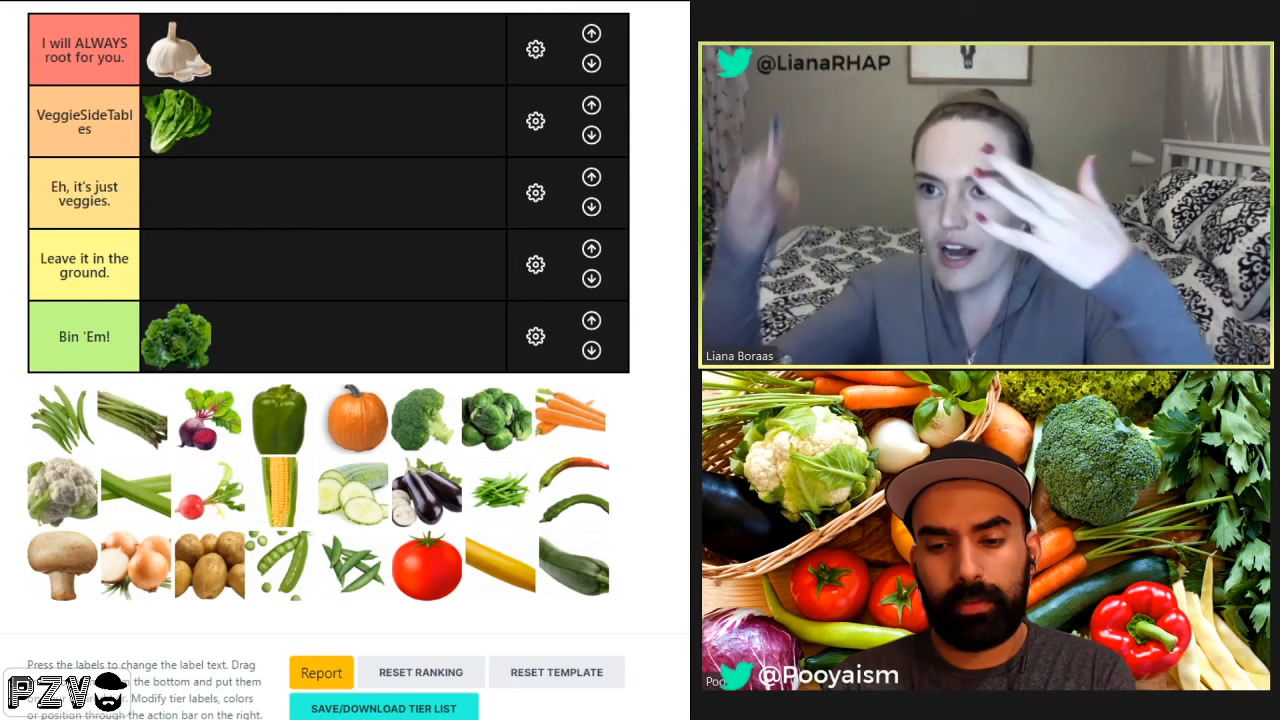 I will ALWAYS
root for you.
VeggieSideTabl
es
Eh, it's just
veggies.
Leave it in the
ground.
Bin 'Em!
Press the labels to change the label text. Drag
the bottom and put them
Modify tier labels, colors
or position through the action bar on the right.
Report
RESET RANKING
RESET TEMPLATE
SAVE/DOWNLOAD TIER LIST
PZV
@LianaRHAP
Liana Boraas
Poo
@Pooyaism